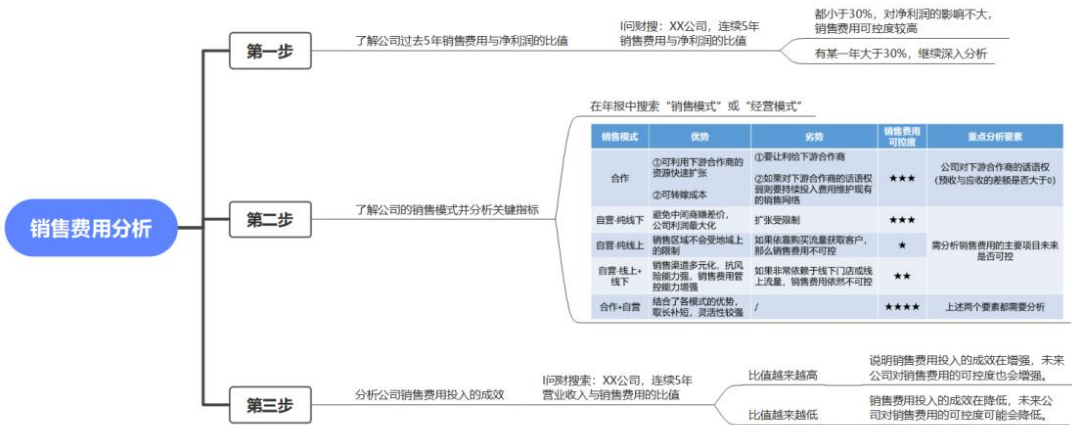 销售费用分析
第一步
了解公司过去5年销售费用与净利润的比值
I问财搜：XX公司，连续5年
销售费用与净利润的比值
都小于30%，对净利润的影响不大，
销售费用可控度较高
有某一年大于30%，继续深入分析
第二步
了解公司的销售模式并分析关键指标
在年报中搜索“销售模式”或“经营模式”
销售模式 优势 劣势 销售费用可控度 重点分析要素
合作
①可利用下游合作商的
资源快速扩张
②可转嫁成本
①要让利给下游合作商
②如果对下游合作商的话语权
弱则要持续投入费用维护现有
的销售网络
★★★
公司对下游合作商的话语权
(预收与应收的差额是否大于0)
自营-纯线下
避免中间商赚差价，
公司利润最大化
扩张受限制
★★★
自营-纯线上
销售区域不会受地域上
的限制
如果依靠购买流量获取客户，
那么销售费用不可控
★
需分析销售费用的主要项目未来
是否可控
自营-线上+
线下
销售渠道多元化，抗风
险能力强，销售费用管
控能力增强
如果非常依赖于线下门店或线
上流量，销售费用依然不可控
★★
合作+自营
结合了各模式的优势，
取长补短，灵活性较强
/
★★★★
上述两个要素都需要分析
第三步
分析公司销售费用投入的成效
I问财搜索：XX公司，连续5年
营业收入与销售费用的比值
比值越来越高
说明销售费用投入的成效在增强，未来
公司对销售费用的可控度也会增强。
比值越来越低
销售费用投入的成效在降低，未来公
司对销售费用的可控度可能会降低。